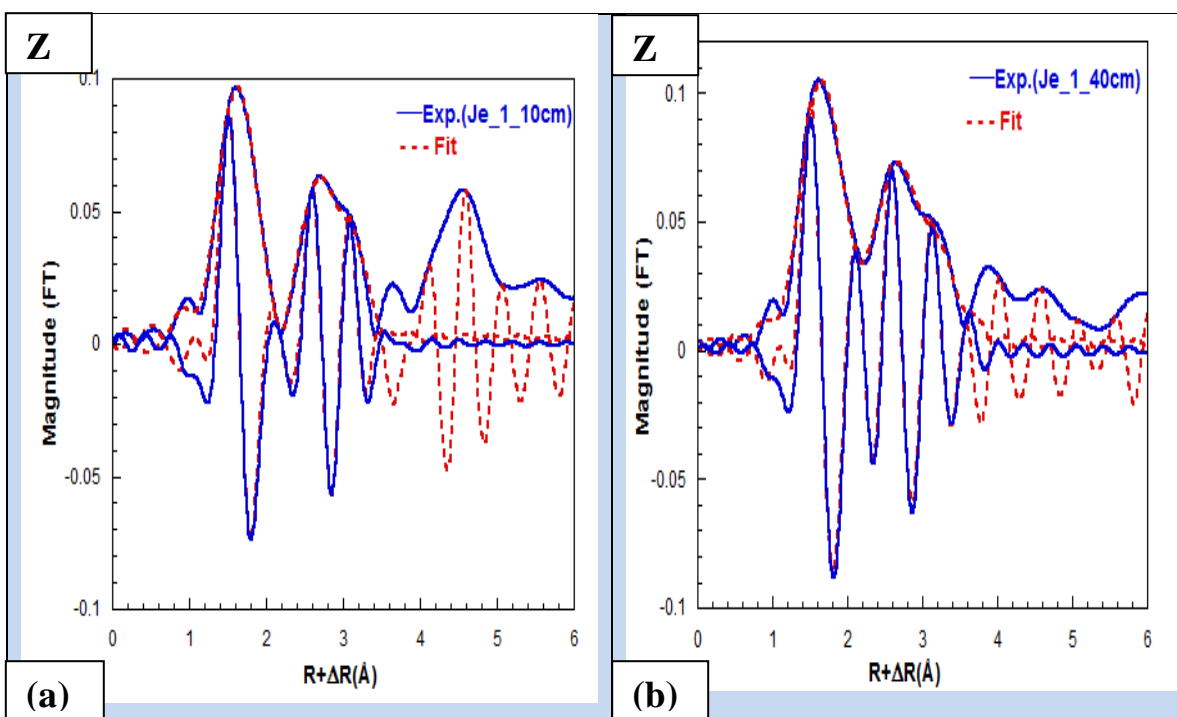 Z
0.1
0.05
0
-0.05
-0.1
Magnitude (FT)
Exp.(Je_1_10cm)
Fit
0 1 2 3 4 5 6
R+ΔR(Å)
(a)
Z
0.1
0.05
0
-0.05
-0.1
Magnitude (FT)
Exp.(Je_1_40cm)
Fit
0 1 2 3 4 5 6
R+ΔR(Å)
(b)